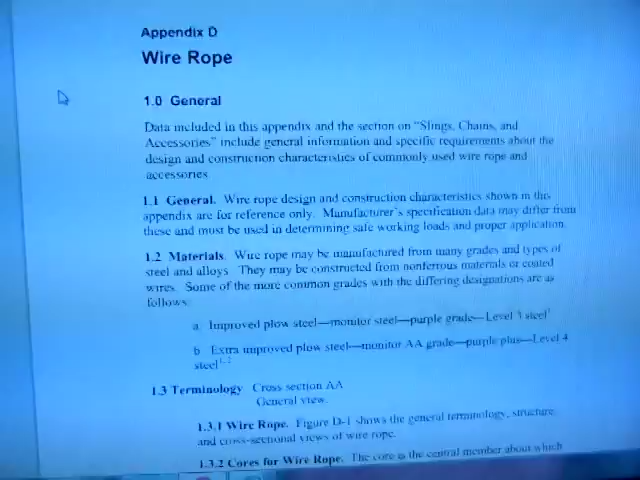 Appendix D
Wire Rope
1.0 General
Data included in this appendix and the section on "Slings, Chains, and
Accessories" include general information and specific requirements about the
design and construction characteristics of commonly used wire rope and
accessories
1.1 General. Wire rope design and construction characteristics shown in this
appendix are for reference only. Manufacturer's specification data may differ from
these and must be used in determining safe working loads and proper application.
1.2 Materials. Wire rope may be manufactured from many grades and types of
steel and alloys. They may be constructed from nonferrous materials or coated
wires. Some of the more common grades with the differing designations are as
follows:
a. Improved plow steel—monitor steel—purple grade—Level 3 steel¹
b. Extra improved plow steel—monitor AA grade—purple plus—Level 4
steel¹,²
1.3 Terminology Cross section AA
General view.
1.3.1 Wire Rope. Figure D-1 shows the general terminology, structure,
and cross-sectional views of wire rope.
1.3.2 Cores for Wire Rope. The core is the central member about which